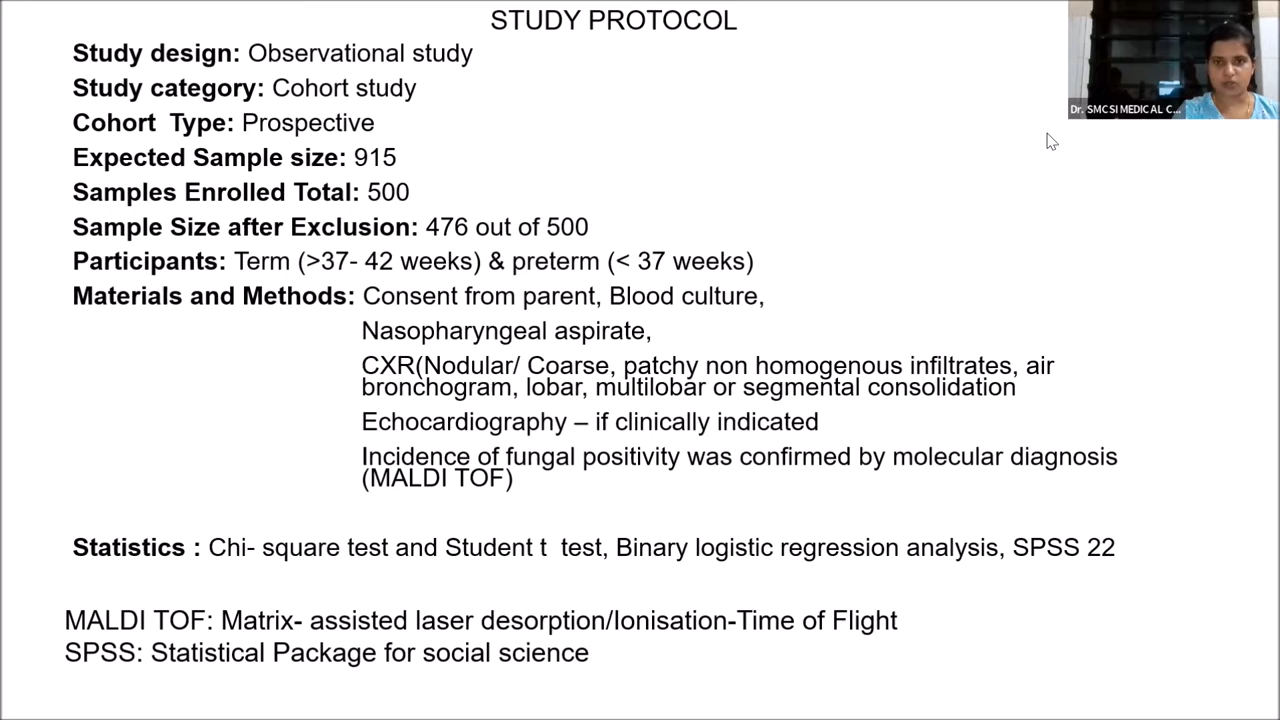 STUDY PROTOCOL
Study design: Observational study
Study category: Cohort study
Cohort Type: Prospective
Expected Sample size: 915
Samples Enrolled Total: 500
Sample Size after Exclusion: 476 out of 500
Participants: Term (>37- 42 weeks) & preterm (< 37 weeks)
Materials and Methods: Consent from parent, Blood culture,
Nasopharyngeal aspirate,
CXR(Nodular/ Coarse, patchy non homogenous infiltrates, air
bronchogram, lobar, multilobar or segmental consolidation
Echocardiography – if clinically indicated
Incidence of fungal positivity was confirmed by molecular diagnosis
(MALDI TOF)
Statistics : Chi- square test and Student t test, Binary logistic regression analysis, SPSS 22
MALDI TOF: Matrix- assisted laser desorption/Ionisation-Time of Flight
SPSS: Statistical Package for social science
Dr. SMCSI MEDICAL C...